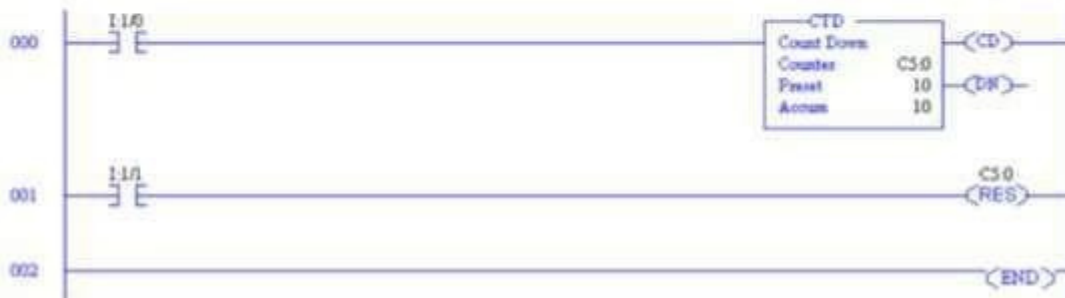 I:1/0
CTD
000
Count Down
(CD)
Counter C5:0
Preset 10
(DN)
Accum 10
I:1/1
C5:0
001
(RES)
002
(END)